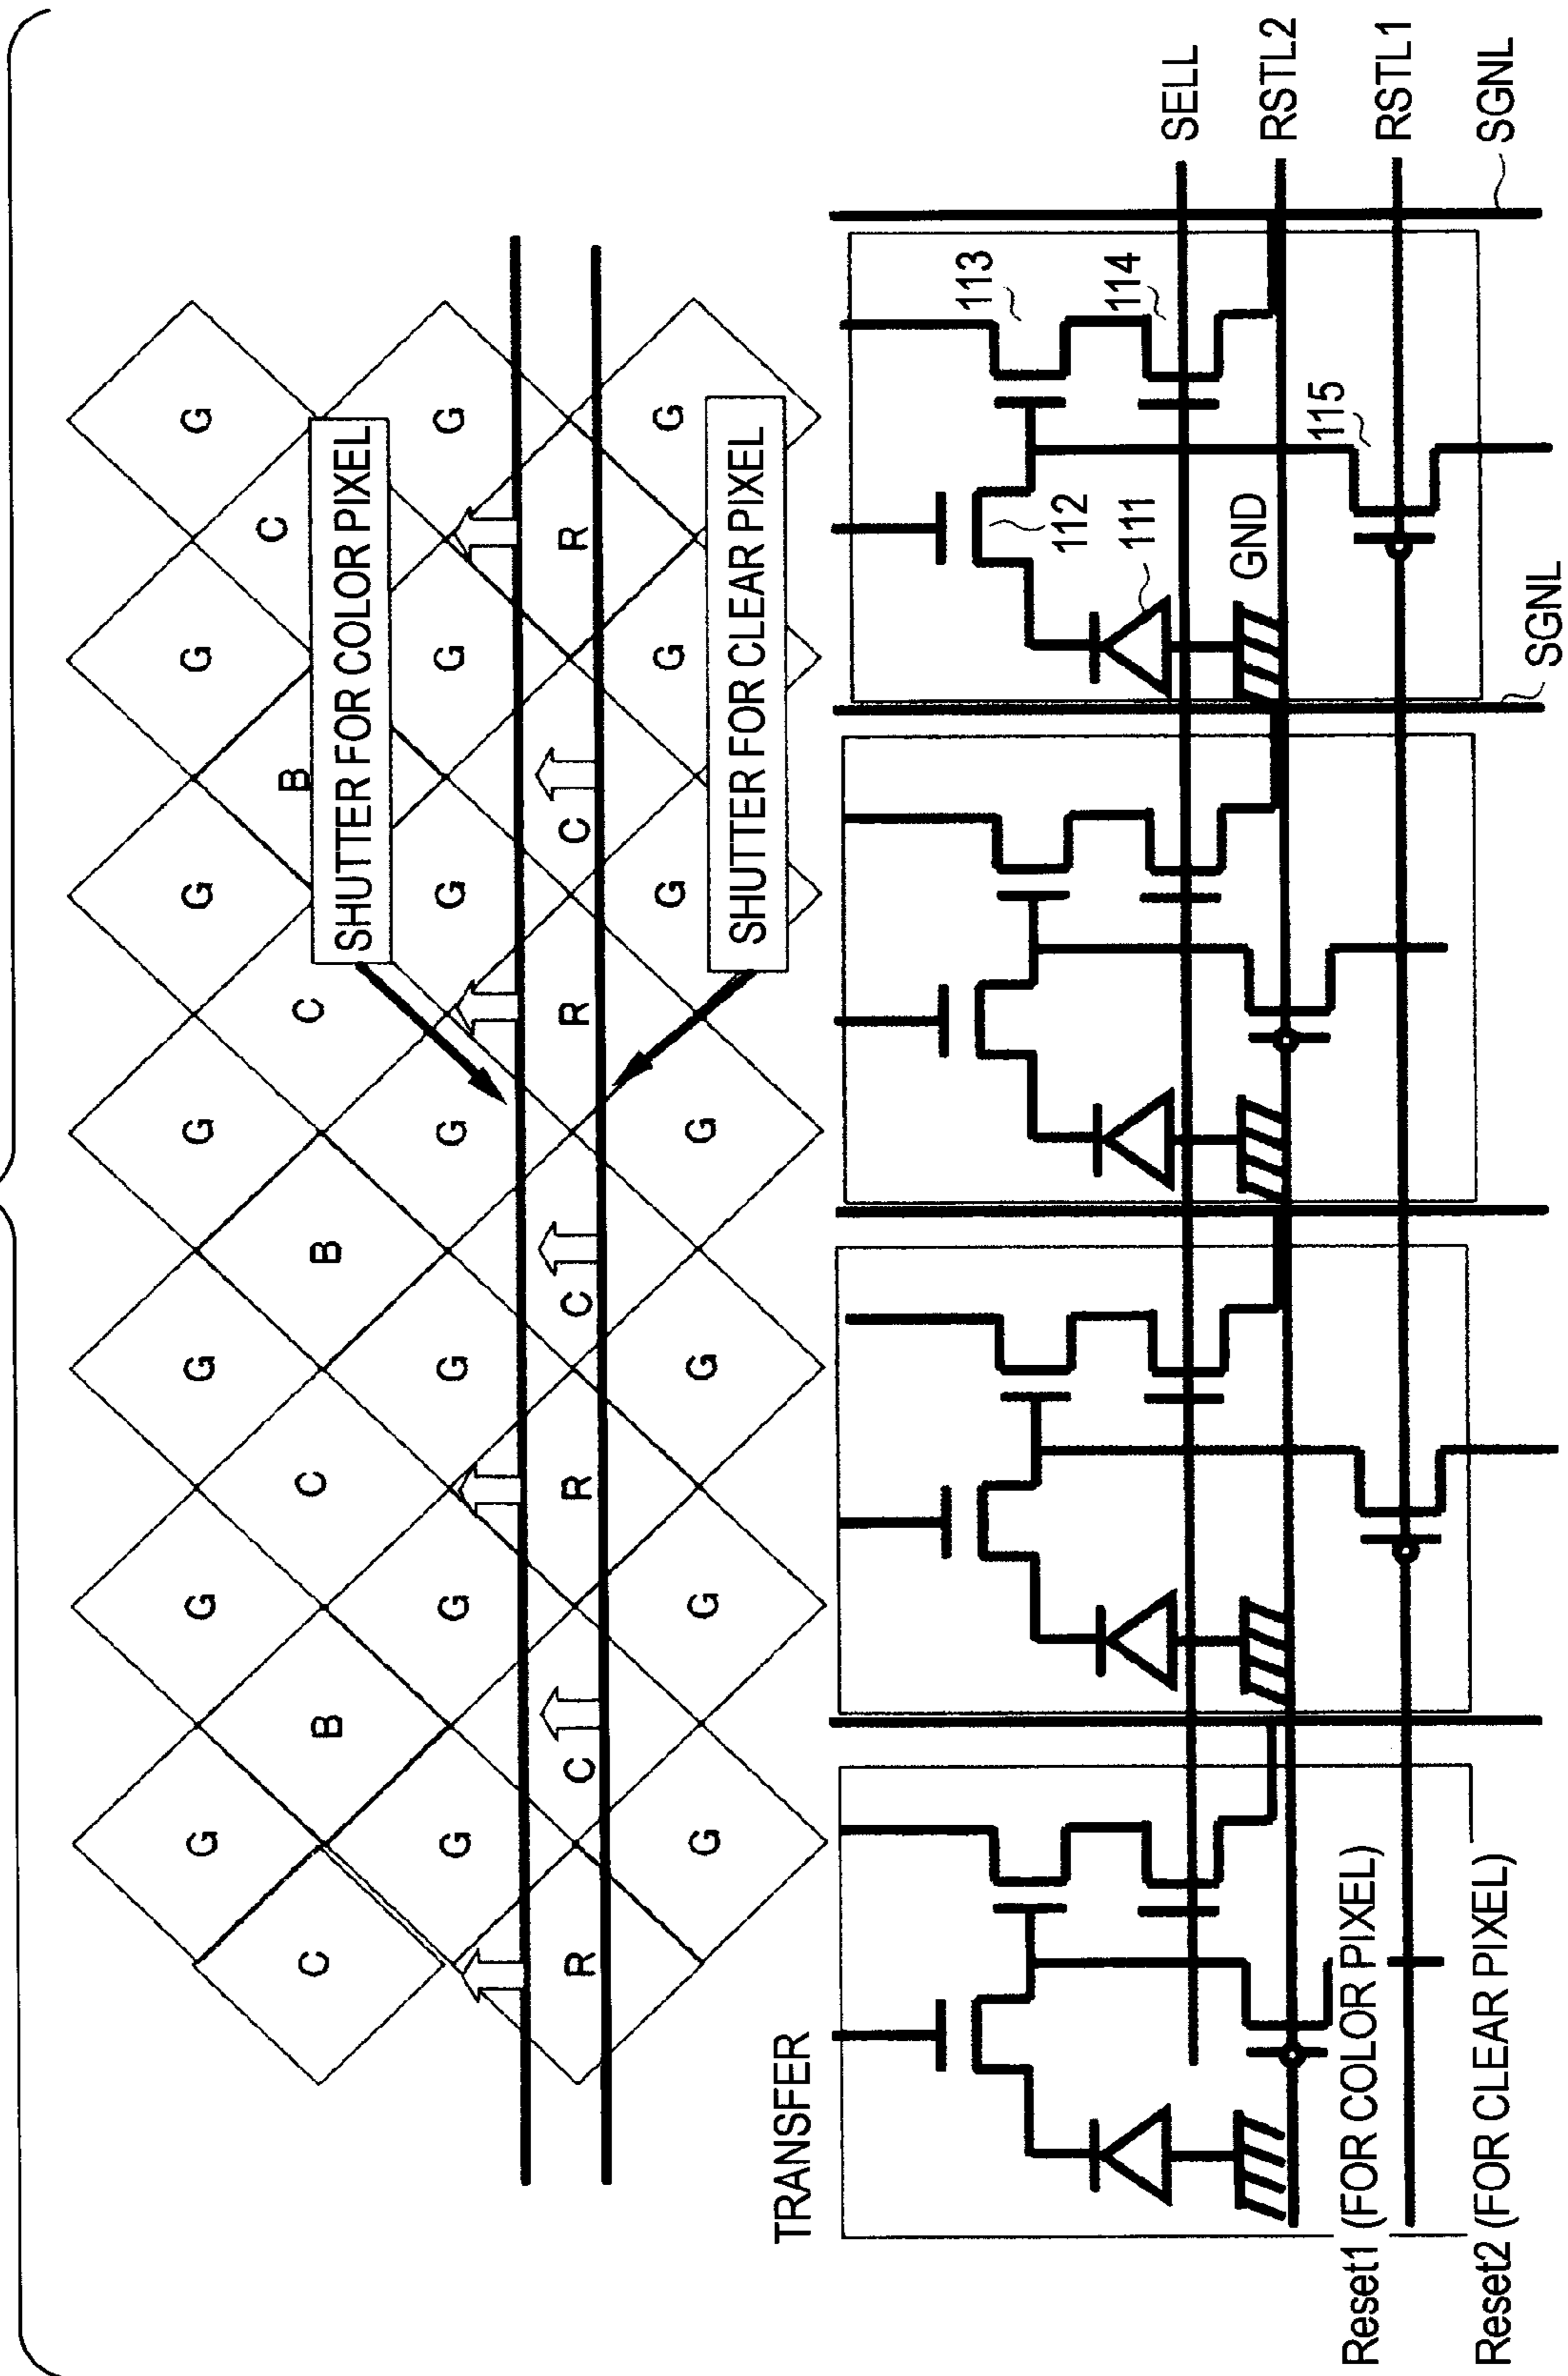 G G G G G G G
C B C B C B C
SHUTTER FOR COLOR PIXEL
G G G G G G G
R C R C R C R
G G G G G G G
SHUTTER FOR CLEAR PIXEL
TRANSFER
113
112
114
111
SELL
GND
RSTL2
115
Reset1 (FOR COLOR PIXEL)
RSTL1
Reset2 (FOR CLEAR PIXEL)
SGNL
SGNL